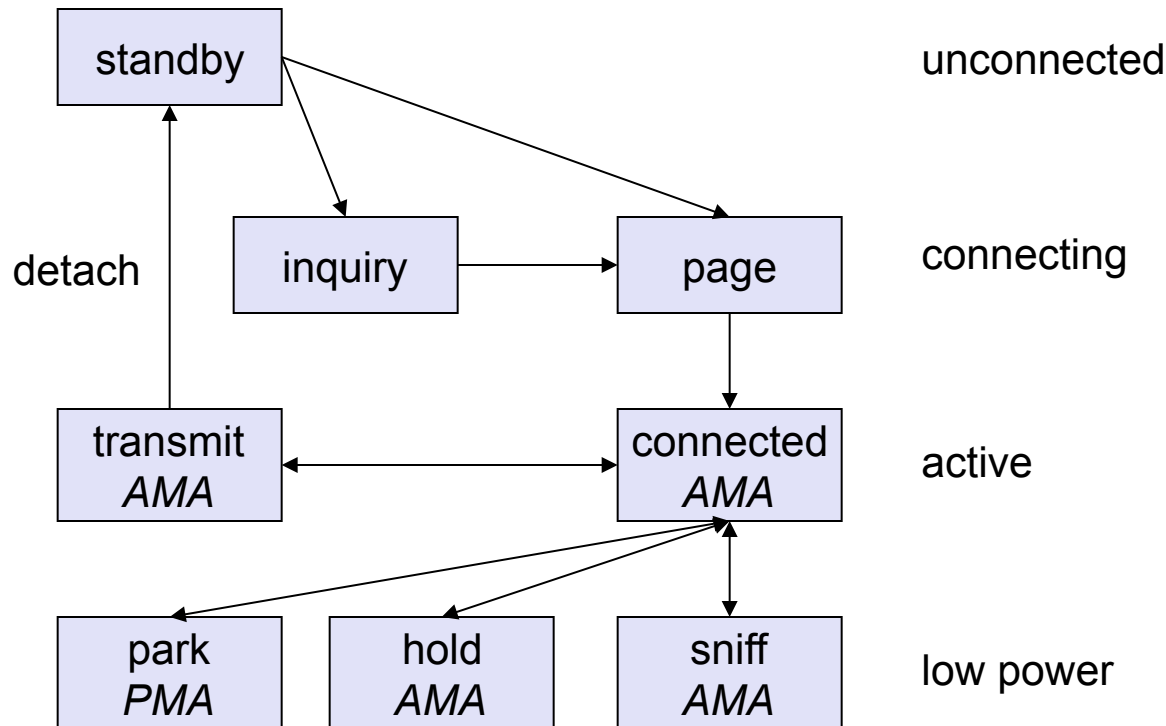 standby
unconnected
detach
inquiry
page
connecting
transmit
AMA
connected
AMA
active
park
PMA
hold
AMA
sniff
AMA
low power